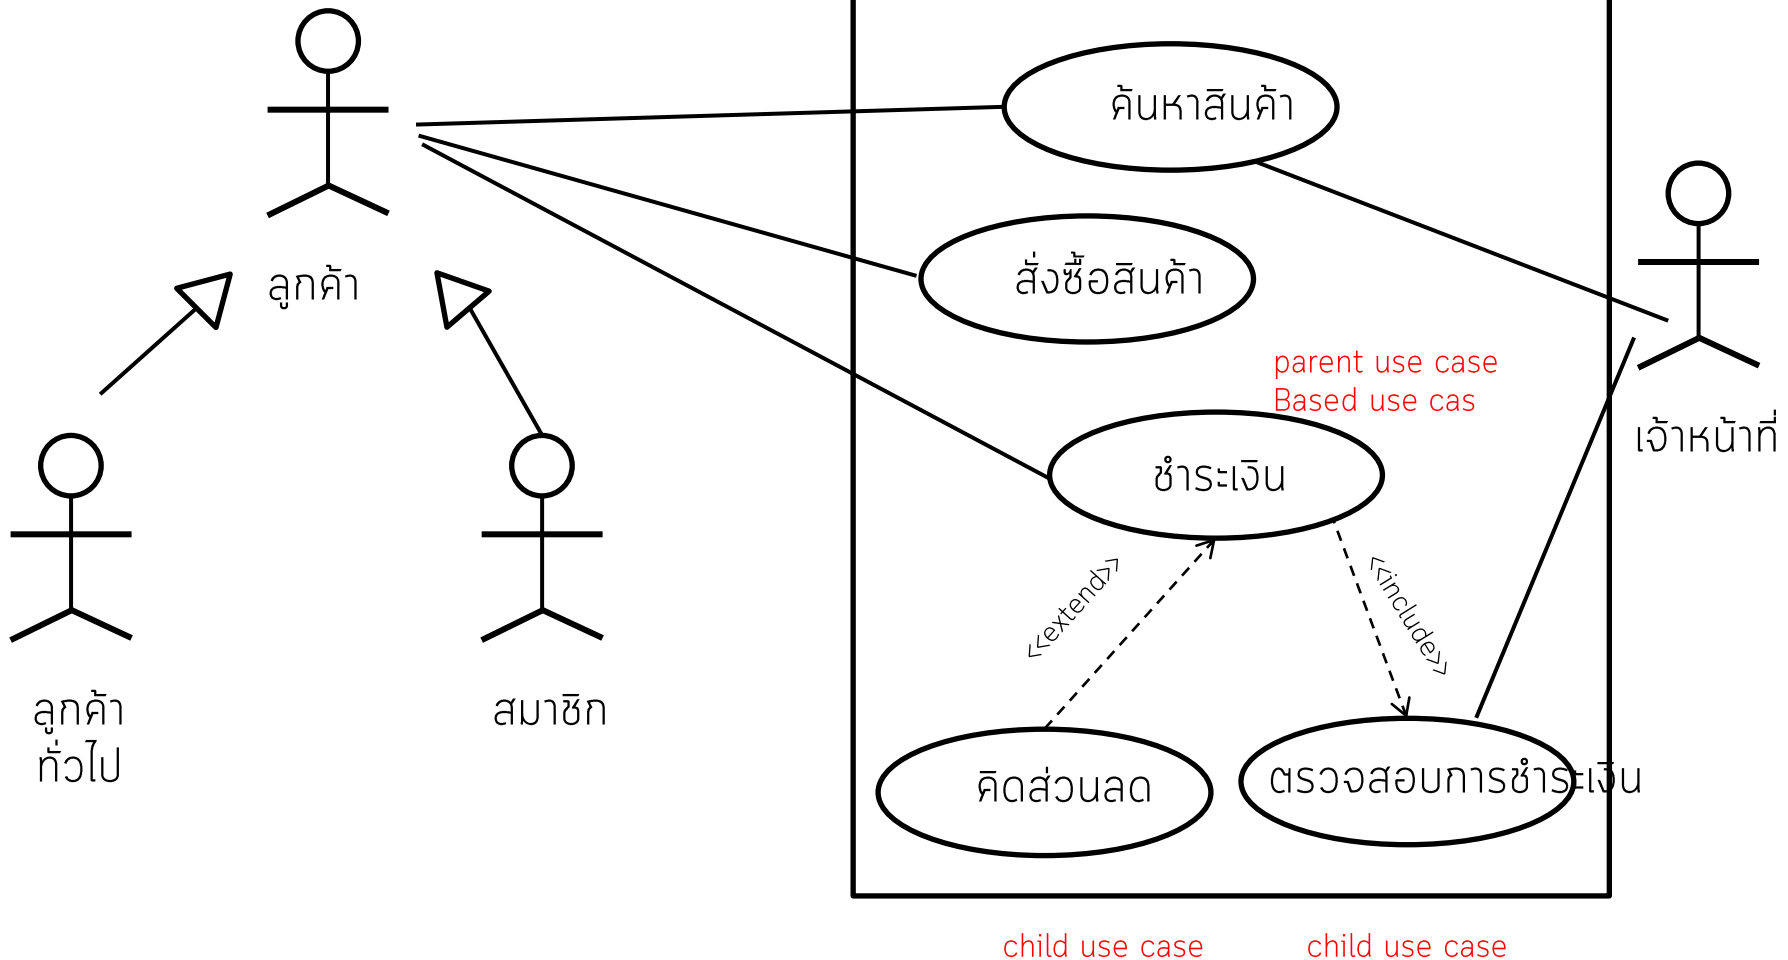 ค้นหาสินค้า
ลูกค้า
สั่งซื้อสินค้า
parent use case
Based use cas
เจ้าหน้าที่
ชำระเงิน
<<extend>>
<<include>>
ลูกค้า
ทั่วไป
สมาชิก
คิดส่วนลด
ตรวจสอบการชำระเงิน
child use case
child use case